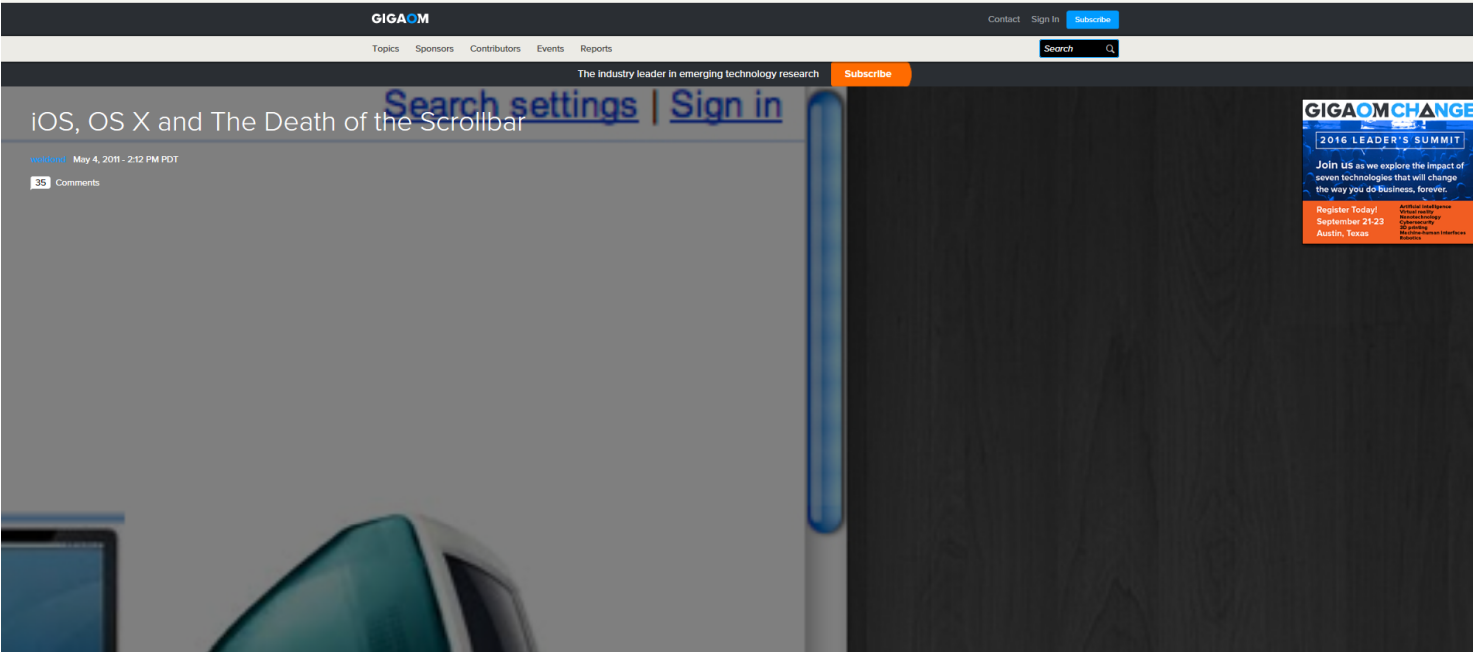 GIGAOM
Contact Sign In Subscribe
Topics Sponsors Contributors Events Reports
Search
The industry leader in emerging technology research Subscribe
Search settings | Sign in
iOS, OS X and The Death of the Scrollbar
May 4, 2011 - 2:12 PM PDT
35 Comments
GIGAOM CHANGE
2016 LEADER'S SUMMIT
Join us as we explore the impact of
seven technologies that will change
the way you do business, forever.
Register Today!
September 21-23
Austin, Texas
Artificial intelligence
Virtual reality
Nanotechnology
Cybersecurity
3D printing
Machine-human interfaces
Robotics